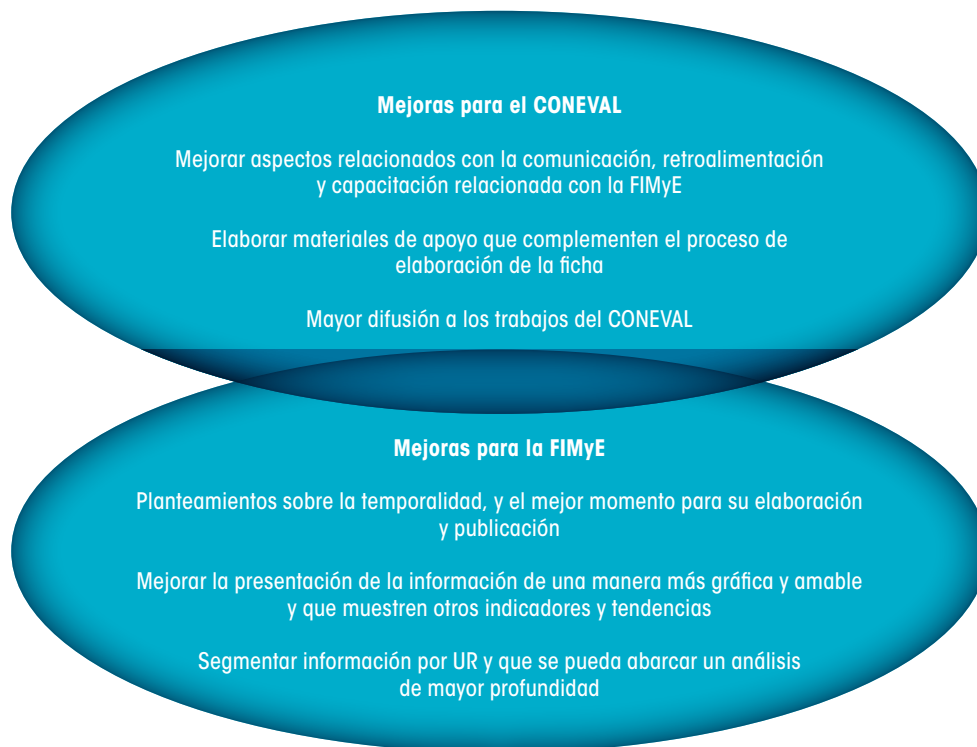 Mejoras para el CONEVAL
Mejorar aspectos relacionados con la comunicación, retroalimentación
y capacitación relacionada con la FIMyE
Elaborar materiales de apoyo que complementen el proceso de
elaboración de la ficha
Mayor difusión a los trabajos del CONEVAL
Mejoras para la FIMyE
Planteamientos sobre la temporalidad, y el mejor momento para su elaboración
y publicación
Mejorar la presentación de la información de una manera más gráfica y amable
y que muestren otros indicadores y tendencias
Segmentar información por UR y que se pueda abarcar un análisis
de mayor profundidad